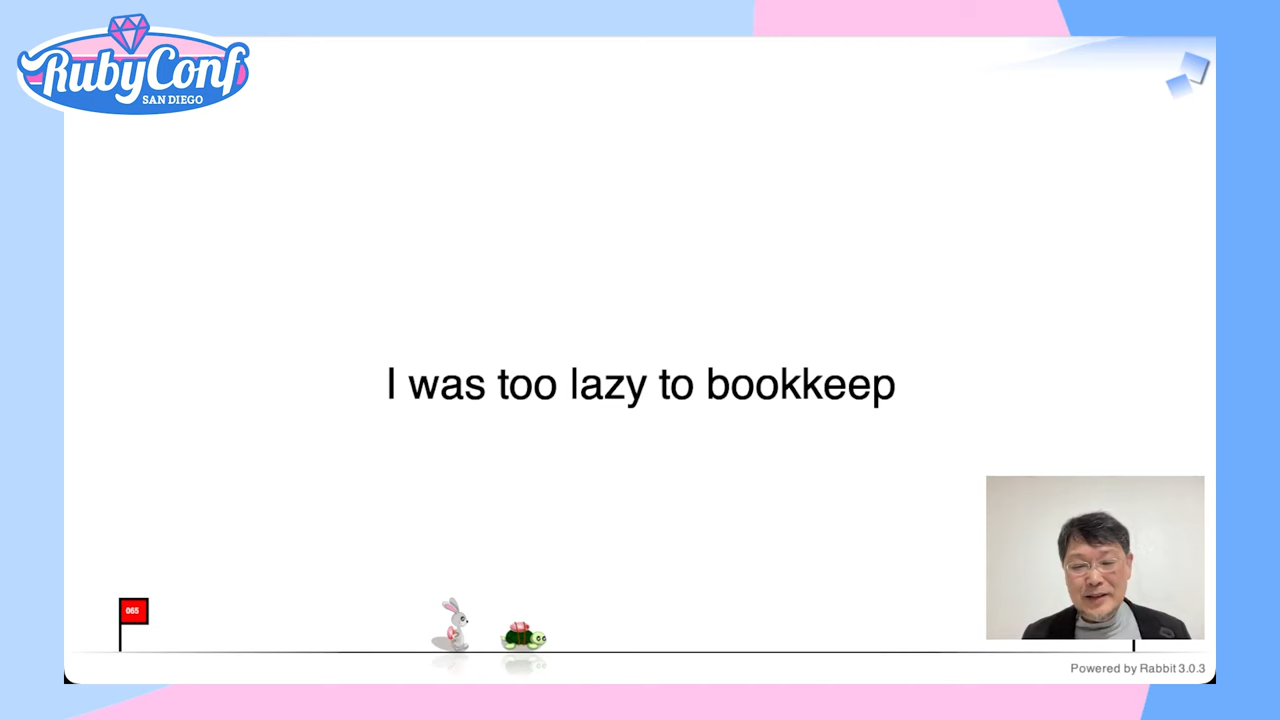 RubyConf
SAN DIEGO
I was too lazy to bookkeep
065
Powered by Rabbit 3.0.3